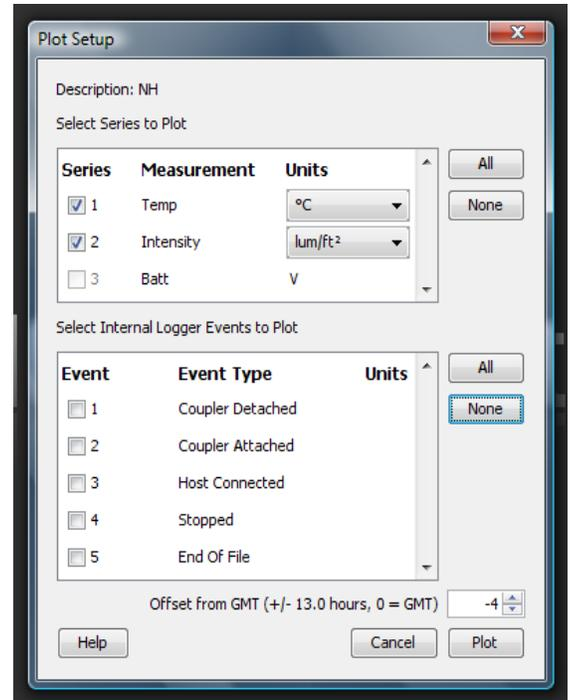 Plot Setup
Description: NH
Select Series to Plot
Series Measurement Units
All
1 Temp °C
None
2 Intensity lum/ft²
3 Batt V
Select Internal Logger Events to Plot
Event Event Type Units
All
1 Coupler Detached
None
2 Coupler Attached
3 Host Connected
4 Stopped
5 End Of File
Offset from GMT (+/- 13.0 hours, 0 = GMT) -4
Help Cancel Plot